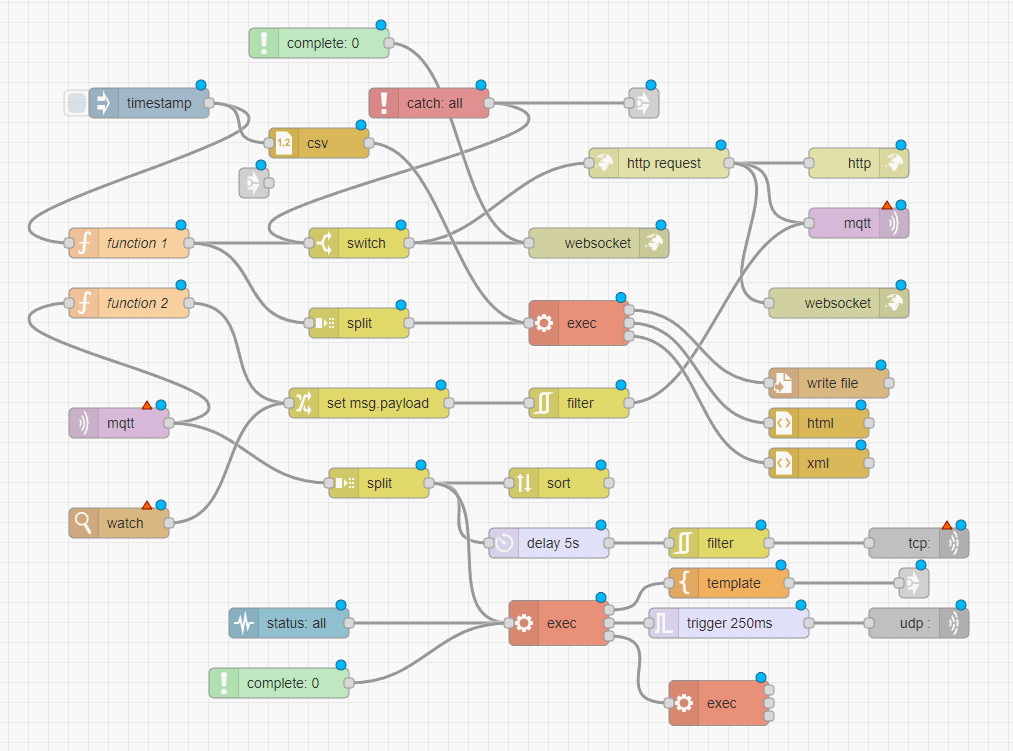 complete: 0
timestamp
catch: all
1,2 csv
http request
http
mqtt
function 1
switch
websocket
function 2
split
exec
websocket
set msg.payload
filter
write file
mqtt
html
split
sort
xml
watch
delay 5s
filter
tcp:
template
status: all
exec
trigger 250ms
udp :
complete: 0
exec